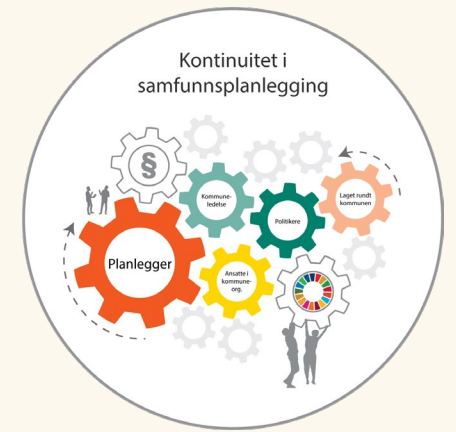 Kontinuitet i
samfunnsplanlegging
§
Kommune-
ledelse
Politikere
Laget rundt
kommunen
Planlegger
Ansatte i
kommune-
org.